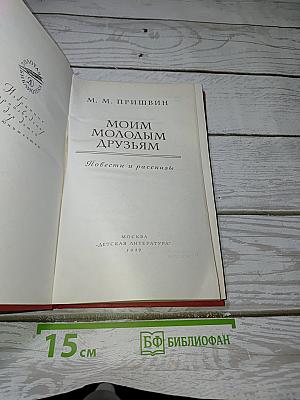 М. М. ПРИШВИН
МОИМ
МОЛОДЫМ
ДРУЗЬЯМ
Повести и рассказы
МОСКВА
"ДЕТСКАЯ ЛИТЕРАТУРА"
15 см
БФ БИБЛИОФАН